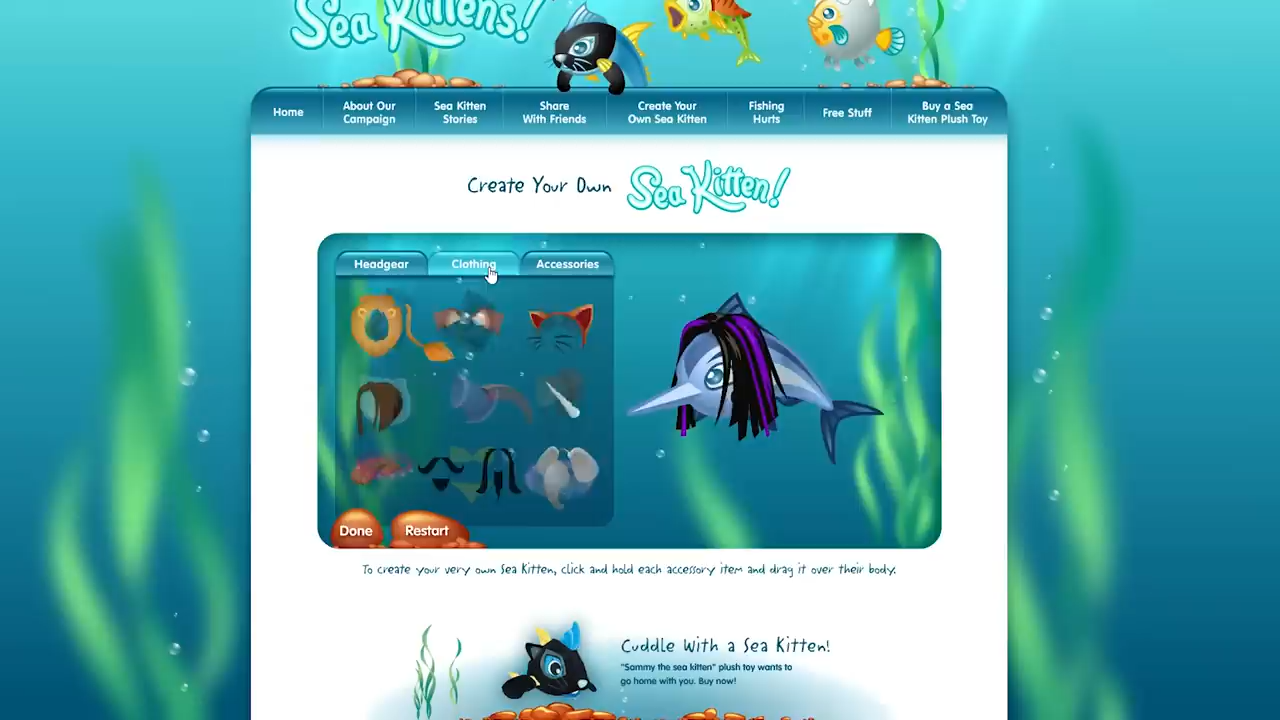 Sea Kittens!
Home
About Our
Campaign
Sea Kitten
Stories
Share
With Friends
Create Your
Own Sea Kitten
Fishing
Hurts
Free Stuff
Buy a Sea
Kitten Plush Toy
Create Your Own Sea Kitten!
Headgear
Clothing
Accessories
Done
Restart
To create your very own Sea Kitten, click and hold each accessory item and drag it over their body.
Cuddle With a Sea Kitten!
"Sammy the sea kitten" plush toy wants to
go home with you. Buy now!